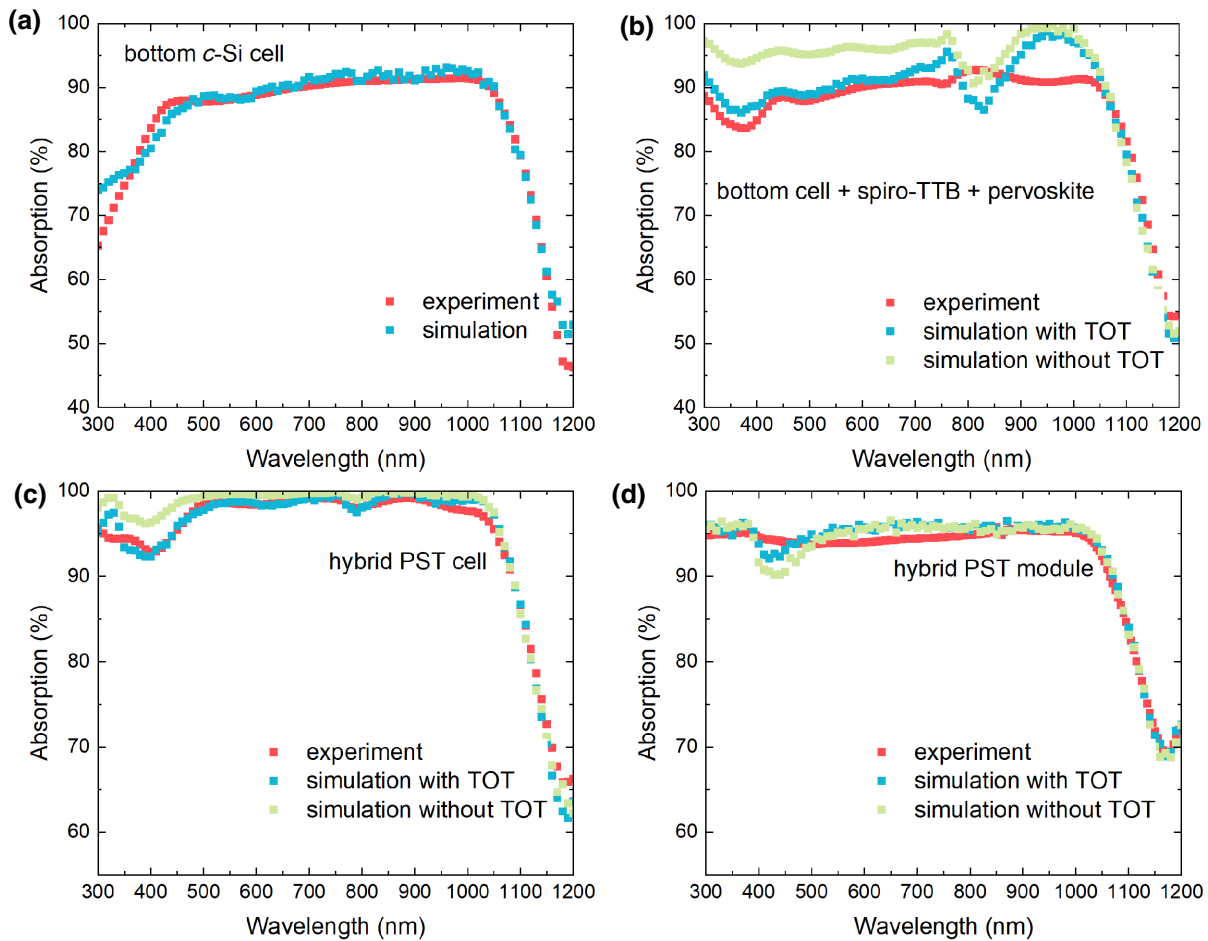 (a)
bottom c-Si cell
Absorption (%)
100
90
80
70
60
50
40
experiment
simulation
300 400 500 600 700 800 900 1000 1100 1200
Wavelength (nm)
(b)
bottom cell + spiro-TTB + pervoskite
Absorption (%)
100
90
80
70
60
50
40
experiment
simulation with TOT
simulation without TOT
300 400 500 600 700 800 900 1000 1100 1200
Wavelength (nm)
(c)
hybrid PST cell
Absorption (%)
100
90
80
70
60
experiment
simulation with TOT
simulation without TOT
300 400 500 600 700 800 900 1000 1100 1200
Wavelength (nm)
(d)
hybrid PST module
Absorption (%)
100
90
80
70
60
experiment
simulation with TOT
simulation without TOT
300 400 500 600 700 800 900 1000 1100 1200
Wavelength (nm)